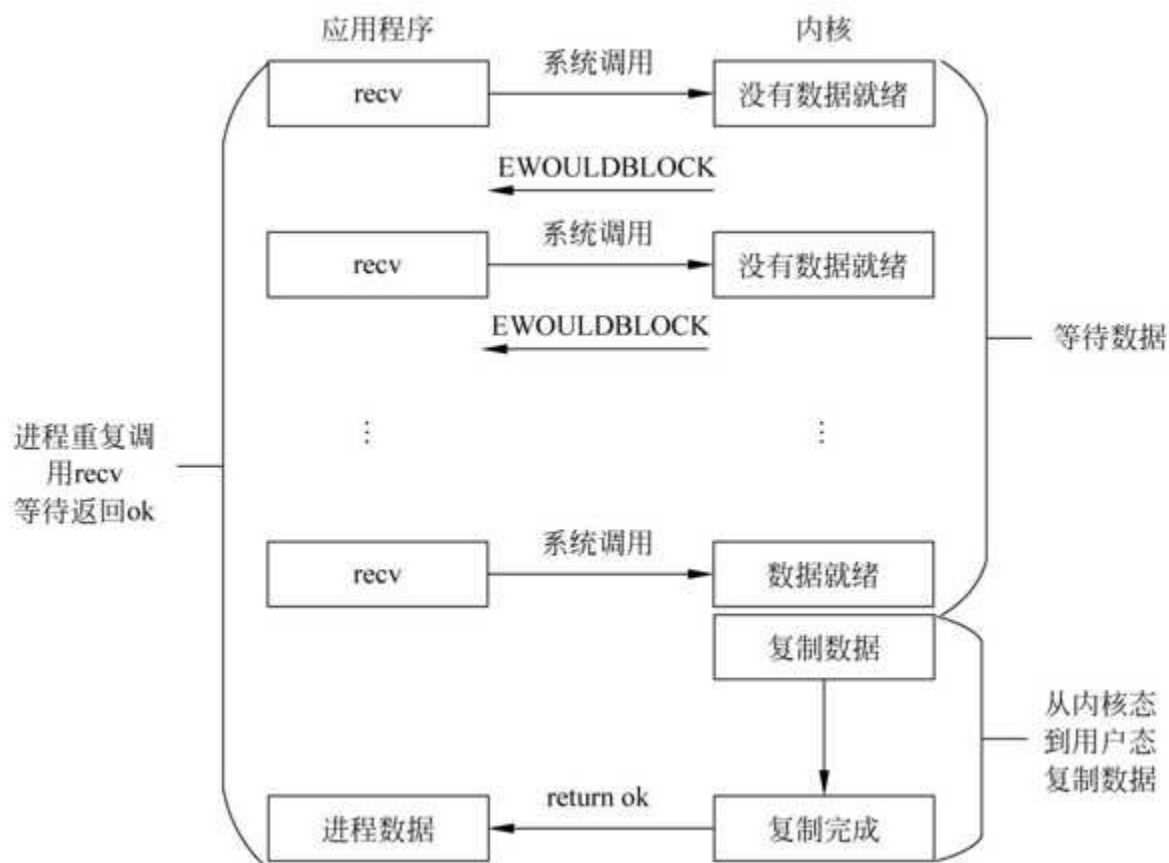 应用程序
内核
recv
系统调用
没有数据就绪
EWOULDBLOCK
recv
系统调用
没有数据就绪
EWOULDBLOCK
等待数据
进程重复调
用recv
等待返回ok
⋮
⋮
recv
系统调用
数据就绪
复制数据
从内核态
到用户态
复制数据
进程数据
return ok
复制完成